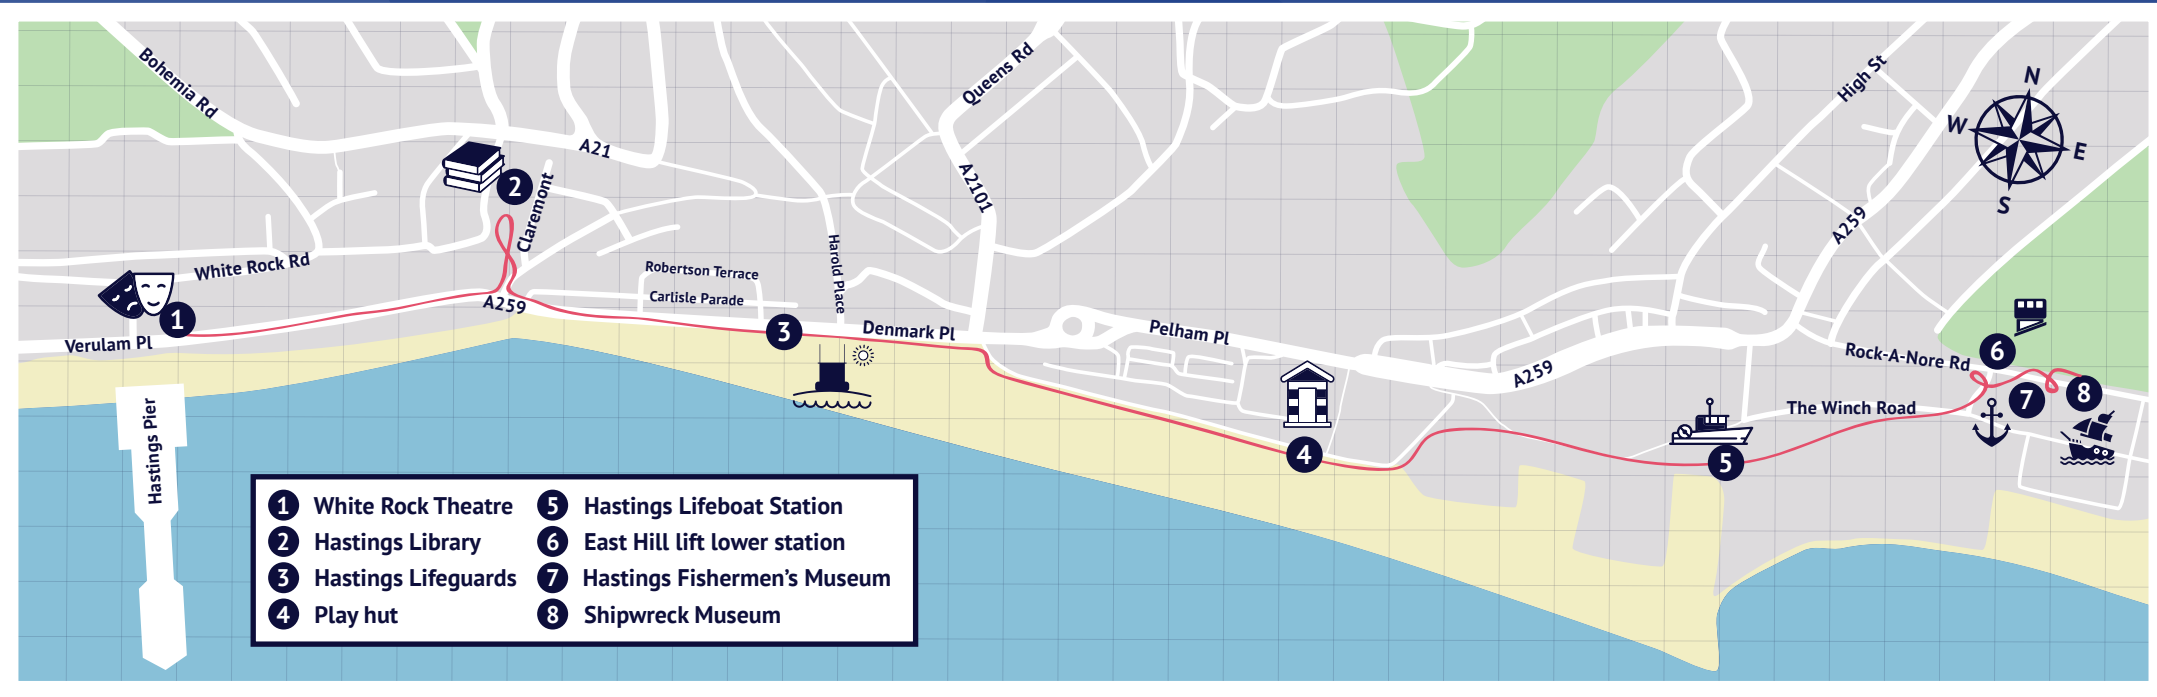 Bohemia Rd
Queens Rd
High St
N
W
E
S
A21
2
Claremont
A2101
A259
White Rock Rd
Harold Place
Robertson Terrace
Carlisle Parade
1
Verulam Pl
A259
3
Denmark Pl
Pelham Pl
A259
Rock-A-Nore Rd
6
7
8
The Winch Road
4
5
Hastings Pier
1 White Rock Theatre
2 Hastings Library
3 Hastings Lifeguards
4 Play hut
5 Hastings Lifeboat Station
6 East Hill lift lower station
7 Hastings Fishermen's Museum
8 Shipwreck Museum